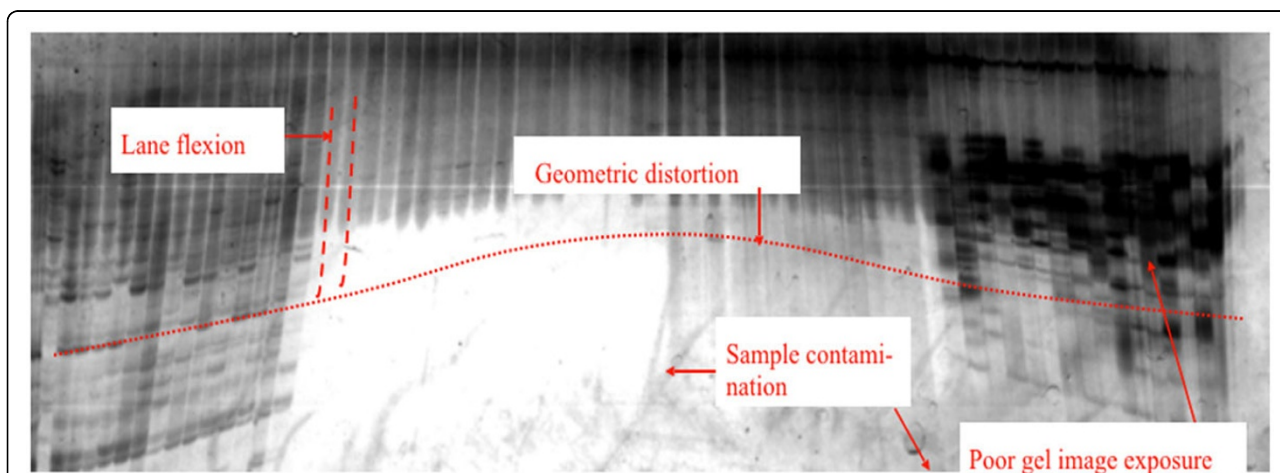 Lane flexion
Geometric distortion
Sample contami-
nation
Poor gel image exposure